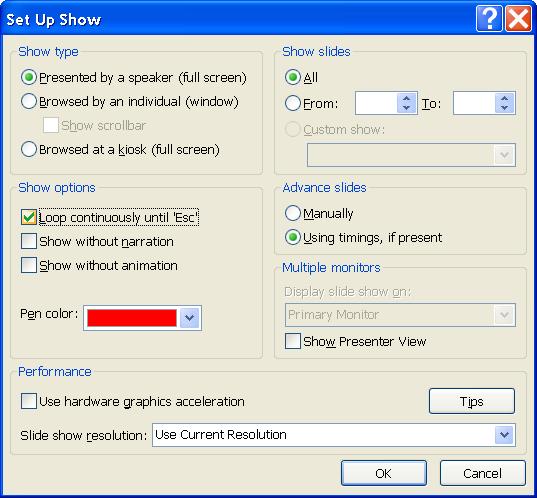 Set Up Show
Show type
Presented by a speaker (full screen)
Browsed by an individual (window)
Show scrollbar
Browsed at a kiosk (full screen)
Show slides
All
From: To:
Custom show:
Show options
Loop continuously until 'Esc'
Show without narration
Show without animation
Pen color:
Advance slides
Manually
Using timings, if present
Multiple monitors
Display slide show on:
Primary Monitor
Show Presenter View
Performance
Use hardware graphics acceleration
Tips
Slide show resolution: Use Current Resolution
OK Cancel